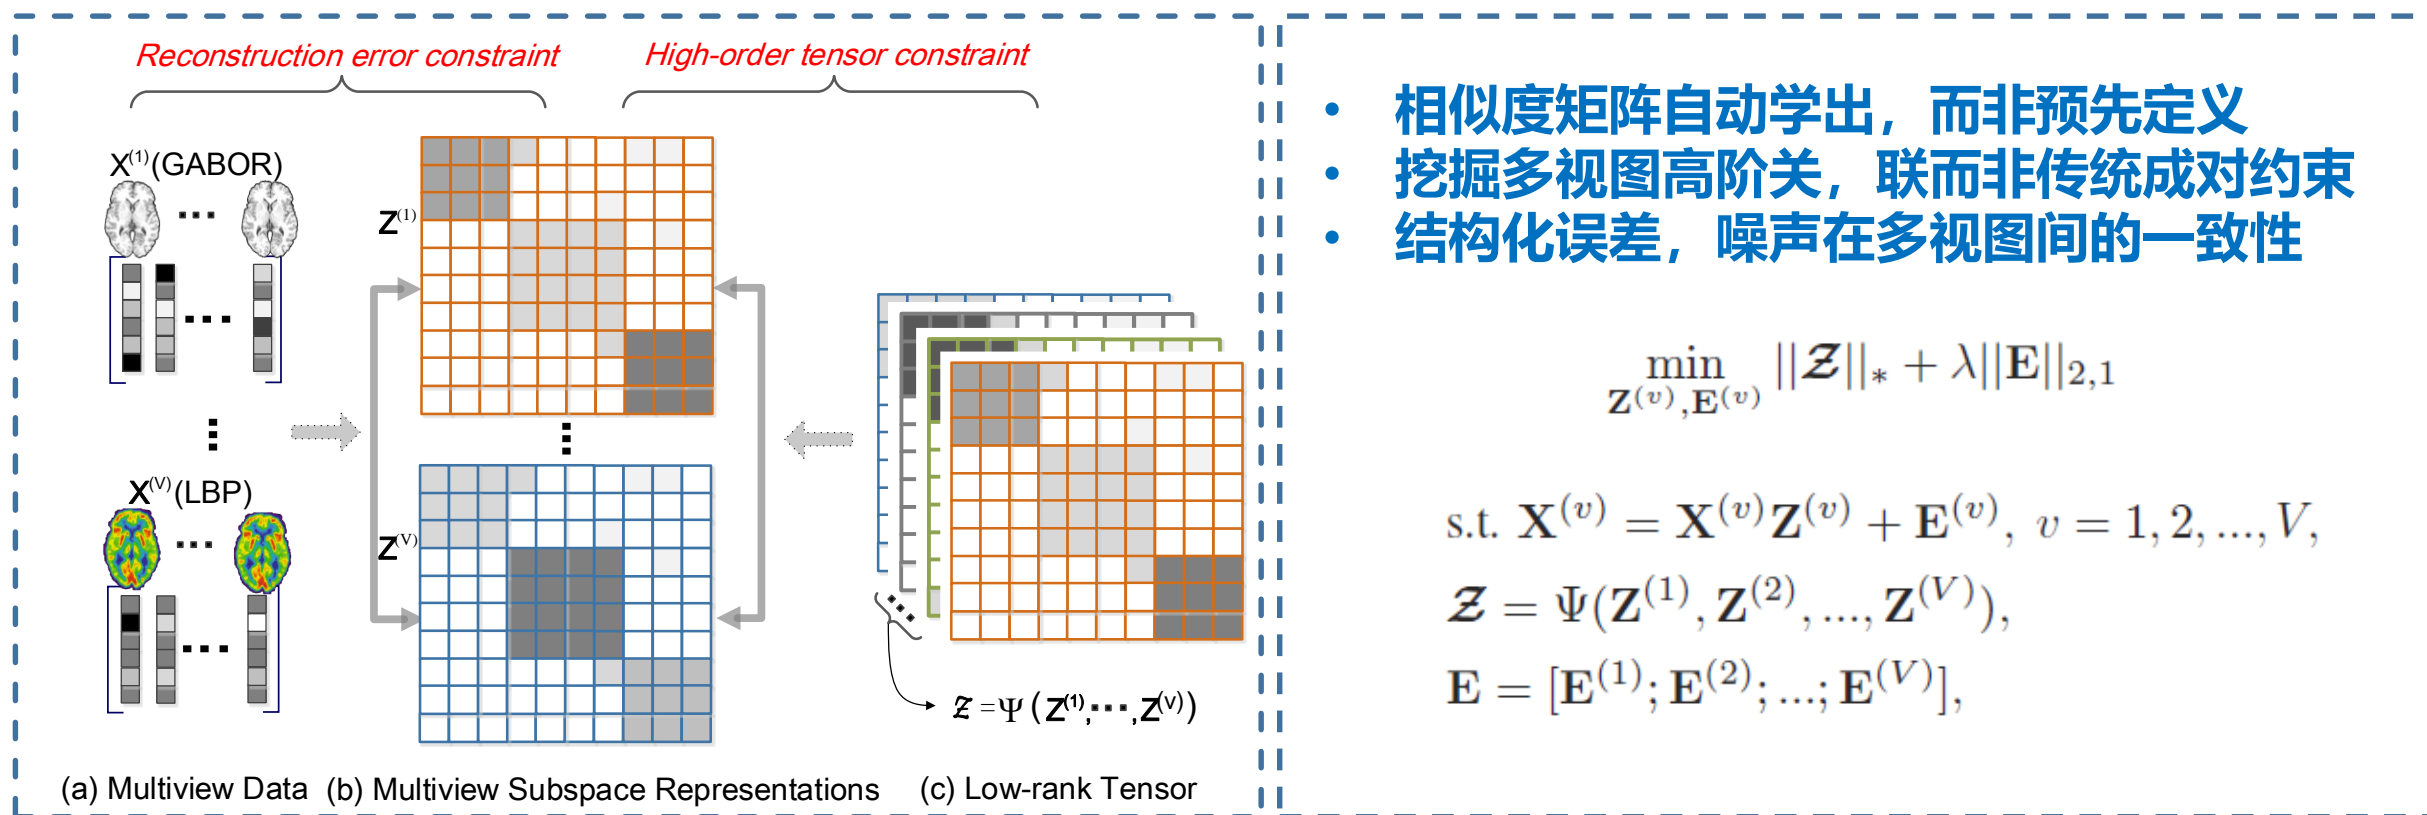 Reconstruction error constraint
High-order tensor constraint
X⁽¹⁾(GABOR)
Z⁽¹⁾
X⁽ⱽ⁾(LBP)
Z⁽ⱽ⁾
𝓩 =Ψ ( Z⁽¹⁾,···,Z⁽ⱽ⁾)
(a) Multiview Data
(b) Multiview Subspace Representations
(c) Low-rank Tensor
• 相似度矩阵自动学出，而非预先定义
• 挖掘多视图高阶关，联而非传统成对约束
• 结构化误差，噪声在多视图间的一致性
min ||𝓩||_* + λ||E||_{2,1}
Z^{(v)},E^{(v)}
s.t. X^{(v)} = X^{(v)}Z^{(v)} + E^{(v)}, v = 1, 2, ..., V,
𝓩 = Ψ(Z^{(1)}, Z^{(2)}, ..., Z^{(V)}),
E = [E^{(1)}; E^{(2)}; ...; E^{(V)}],